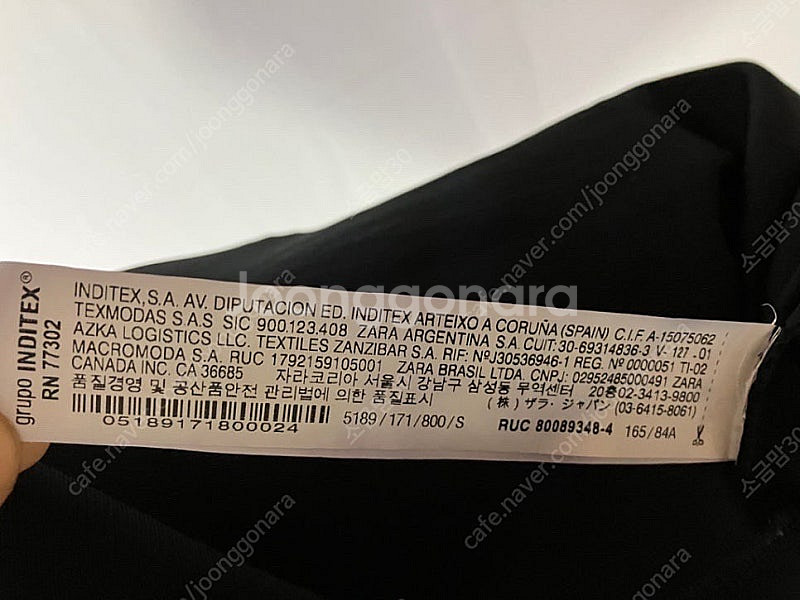 grupo INDITEX®
RN 77302
INDITEX,S.A. AV. DIPUTACION ED. INDITEX ARTEIXO A CORUÑA (SPAIN) C.I.F. A-15075062
TEXMODAS S.A.S SIC 900.123.408 ZARA ARGENTINA S.A. CUIT: 30-69314836-3 V-127-01
AZKA LOGISTICS LLC. TEXTILES ZANZIBAR S.A. RIF: NºJ30536946-1 REG. Nº 0000051 TI-02
MACROMODA S.A. RUC 1792159105001 ZARA BRASIL LTDA, CNPJ: 02952485000491 ZARA
CANADA INC. CA 36685 자라코리아 서울시 강남구 삼성동 무역센터 20층02-3413-9800
품질경영 및 공산품안전 관리법에 의한 품질표시 (株) ザラ・ジャパン (03-6415-8061)
05189171800024 5189/171/800/S RUC 80089348-4 165/84A
joonggonara
cafe.naver.com/joonggonara
소금맘30